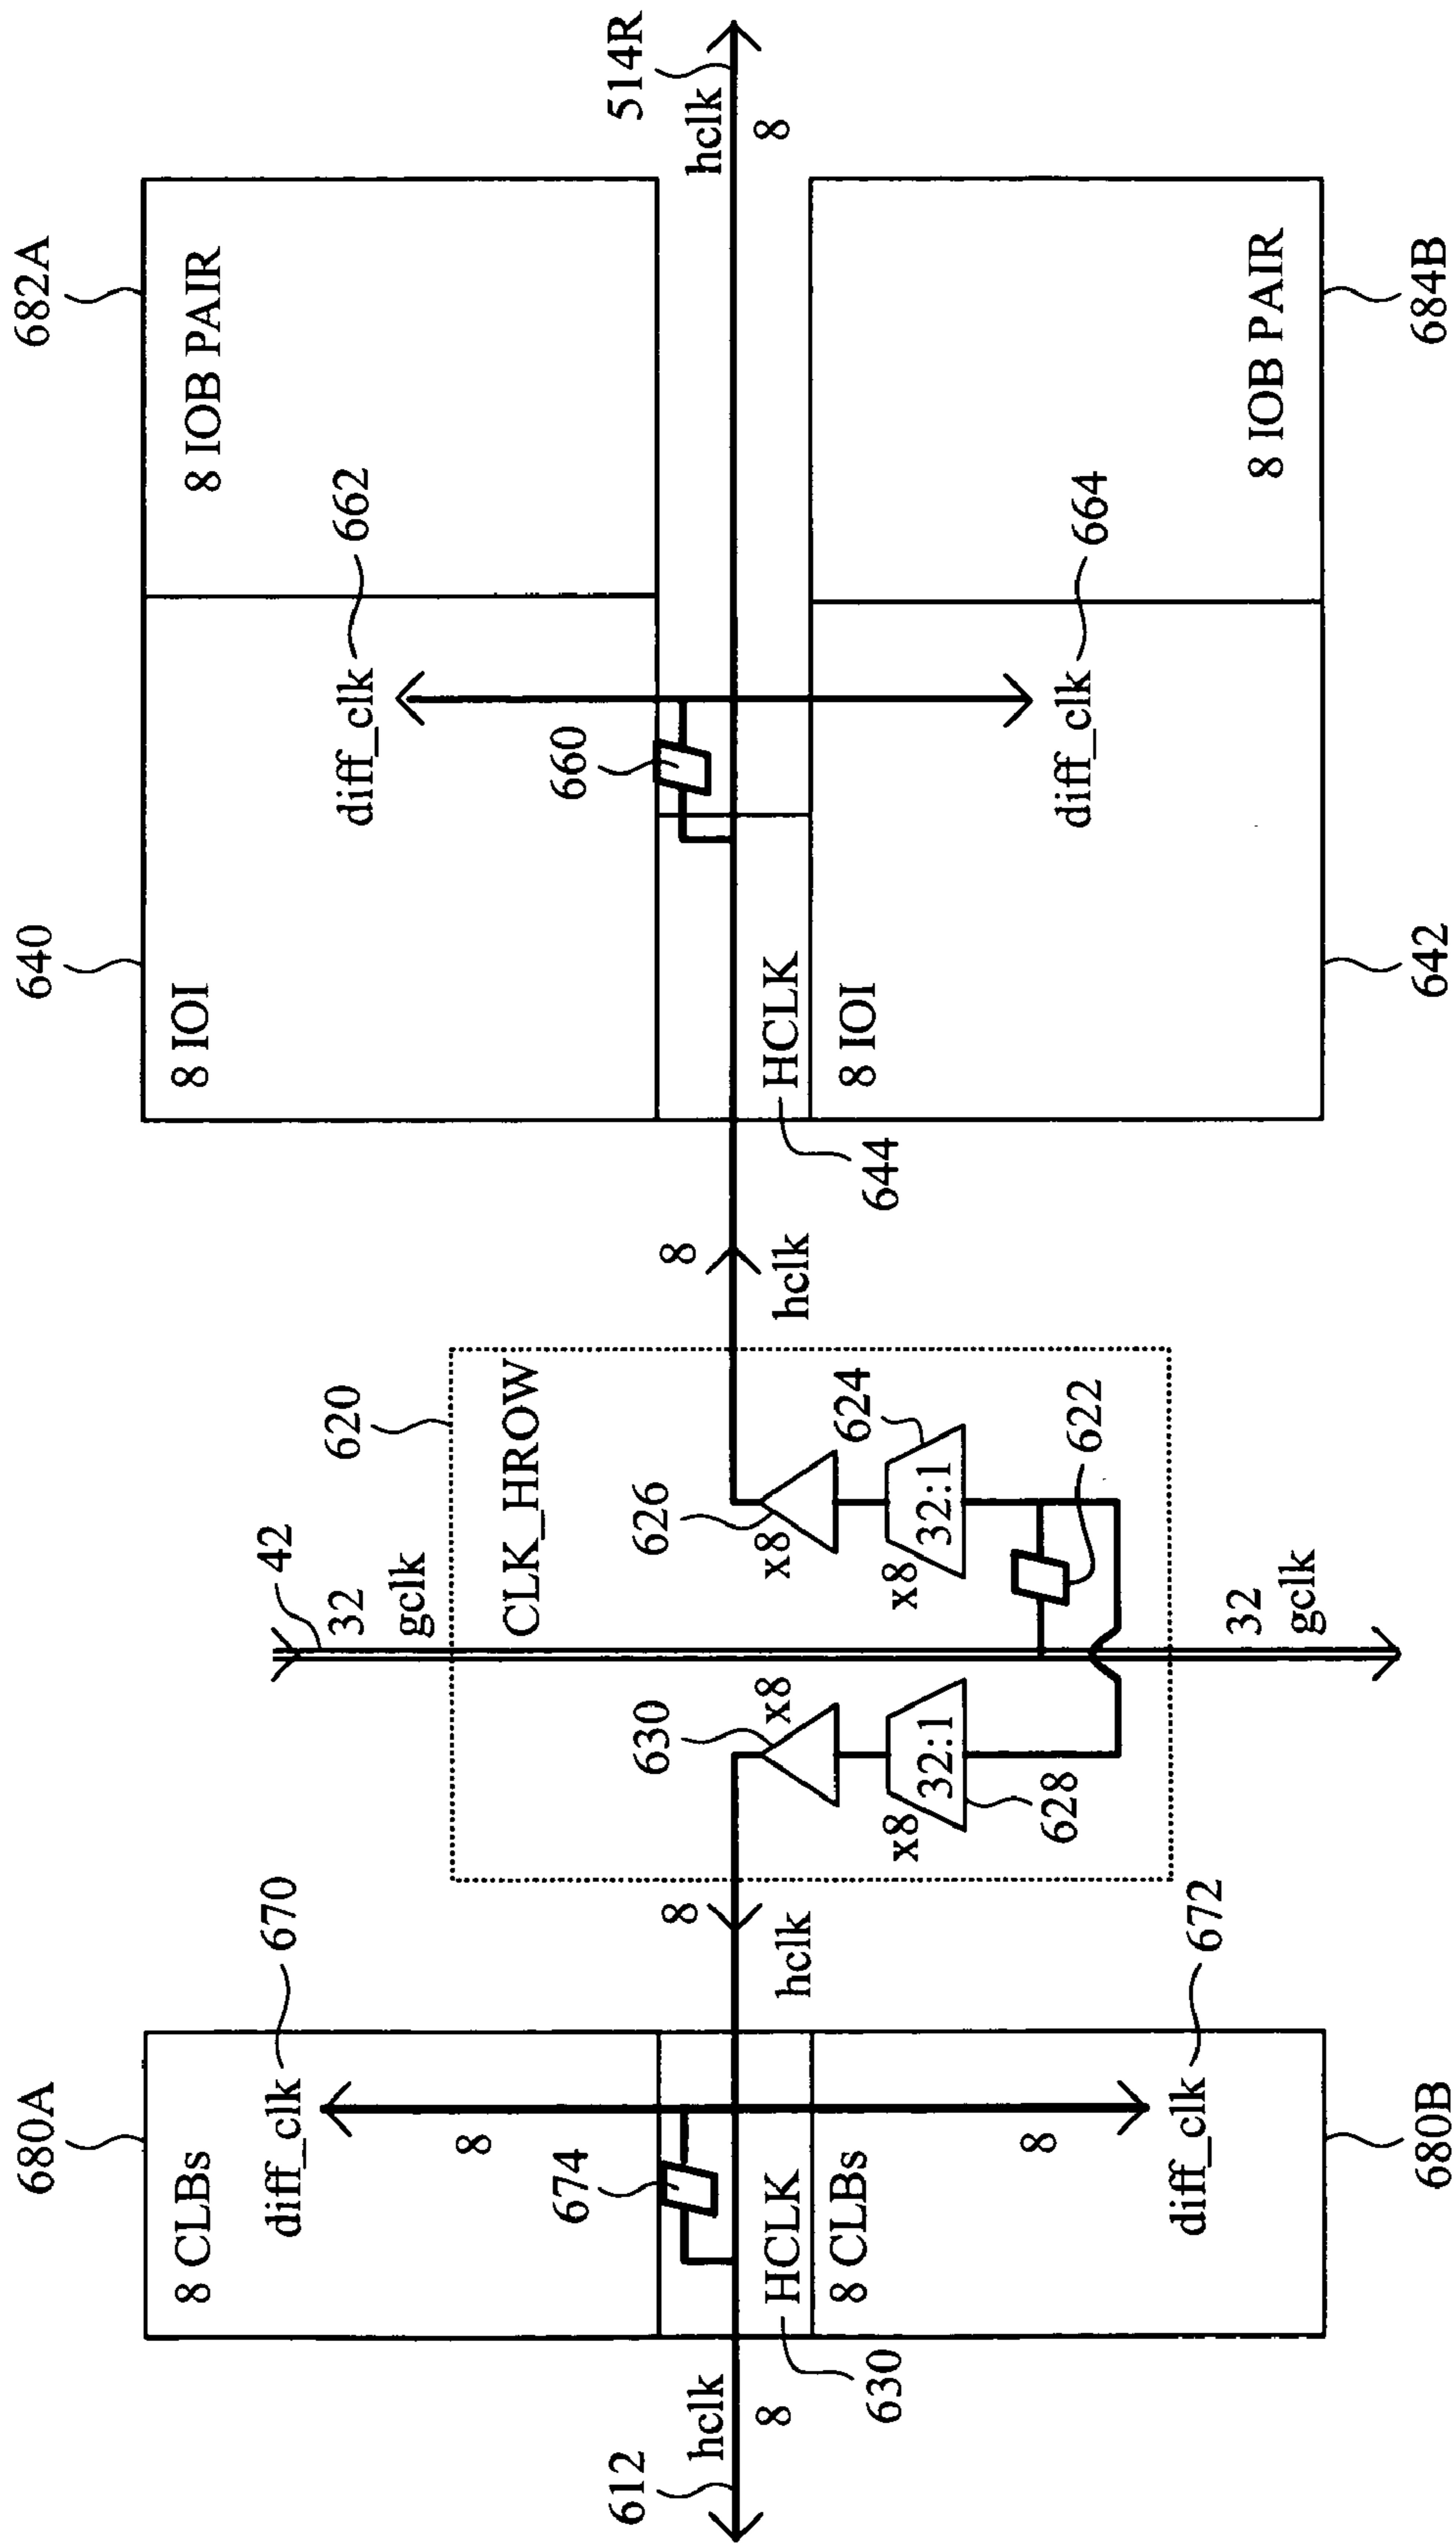 680A
8 CLBs
diff_clk
670
8
674
612
hclk
8
HCLK
630
8 CLBs
8
diff_clk
672
680B
8
hclk
620
42
32
gclk
CLK_HROW
630
x8
626
x8
x8
32:1
628
x8
32:1
624
622
32
gclk
8
hclk
640
8 IOI
diff_clk
662
660
682A
8 IOB PAIR
HCLK
644
8 IOI
diff_clk
664
642
8 IOB PAIR
684B
514R
hclk
8